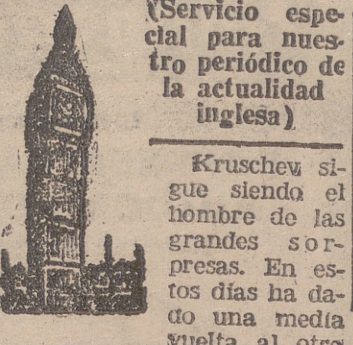 (Servicio espe-
cial para nues-
tro periódico de
la actualidad
inglesa)
Kruschev si-
gue siendo el
hombre de las
grandes sor-
presas. En es-
tos días ha da-
do una media
vuelta al otro